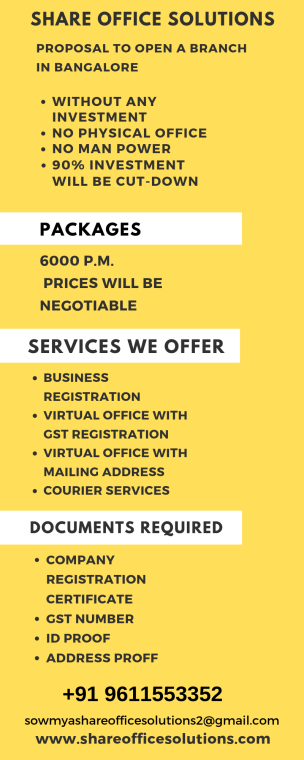 SHARE OFFICE SOLUTIONS
PROPOSAL TO OPEN A BRANCH
IN BANGALORE
• WITHOUT ANY
INVESTMENT
• NO PHYSICAL OFFICE
• NO MAN POWER
• 90% INVESTMENT
WILL BE CUT-DOWN
PACKAGES
6000 P.M.
PRICES WILL BE
NEGOTIABLE
SERVICES WE OFFER
• BUSINESS
REGISTRATION
• VIRTUAL OFFICE WITH
GST REGISTRATION
• VIRTUAL OFFICE WITH
MAILING ADDRESS
• COURIER SERVICES
DOCUMENTS REQUIRED
• COMPANY
REGISTRATION
CERTIFICATE
• GST NUMBER
• ID PROOF
• ADDRESS PROFF
+91 9611553352
sowmyashareofficesolutions2@gmail.com
www.shareofficesolutions.com